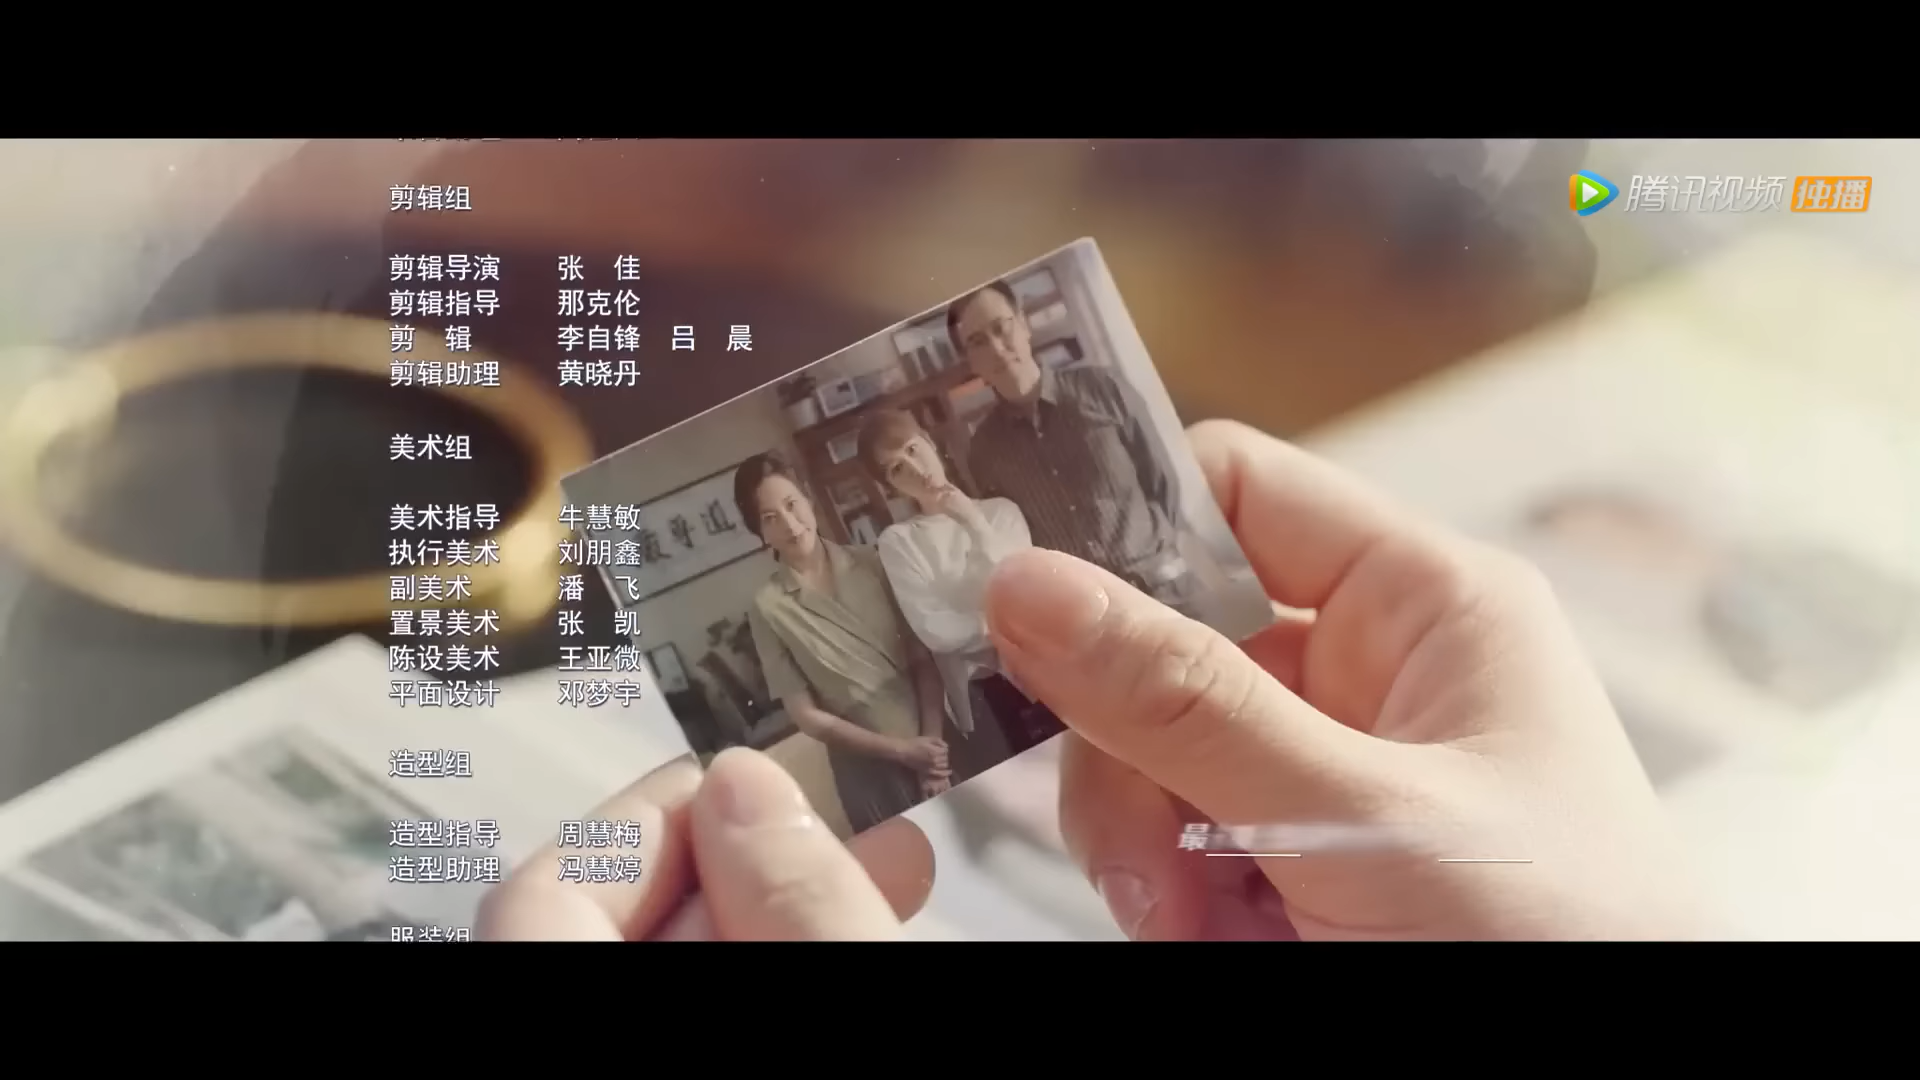 腾讯视频 独播
剪辑组
剪辑导演 张 佳
剪辑指导 那克伦
剪 辑 李自锋 吕 晨
剪辑助理 黄晓丹
美术组
美术指导 牛慧敏
执行美术 刘朋鑫
副美术 潘 飞
置景美术 张 凯
陈设美术 王亚微
平面设计 邓梦宇
造型组
造型指导 周慧梅
造型助理 冯慧婷
服装组
最